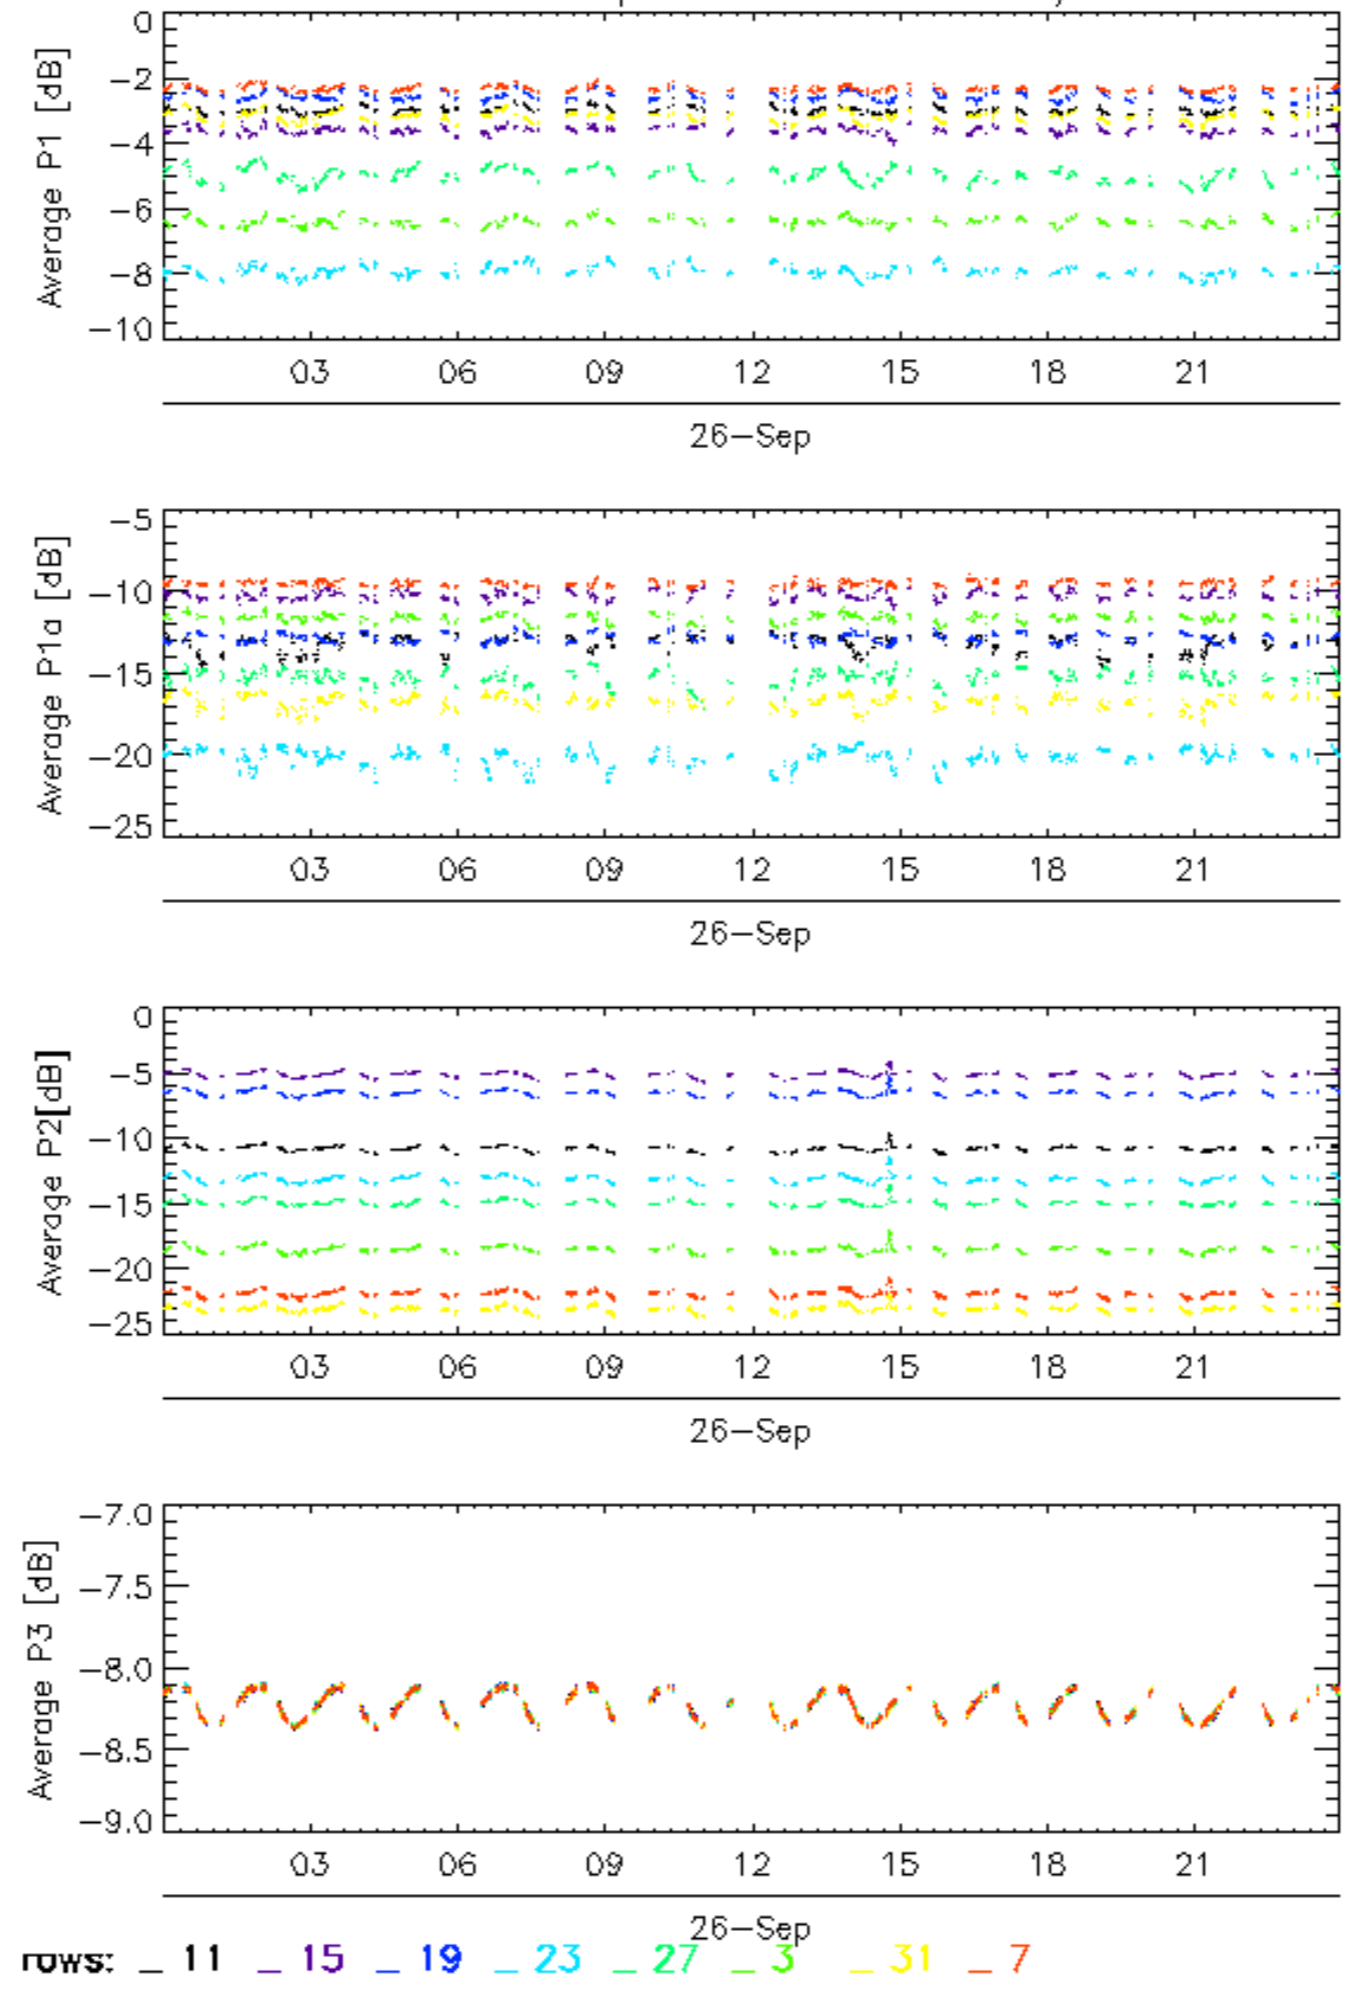 0
−2
−4
−6
−8
−10
Average P1 [dB]
03 06 09 12 15 18 21
26−Sep
−5
−10
−15
−20
−25
Average P1a [dB]
03 06 09 12 15 18 21
26−Sep
0
−5
−10
−15
−20
−25
Average P2[dB]
03 06 09 12 15 18 21
26−Sep
−7.0
−7.5
−8.0
−8.5
−9.0
Average P3 [dB]
03 06 09 12 15 18 21
26−Sep
rows: _ 11 _ 15 _ 19 _ 23 _ 27 _ 3 _ 31 _ 7